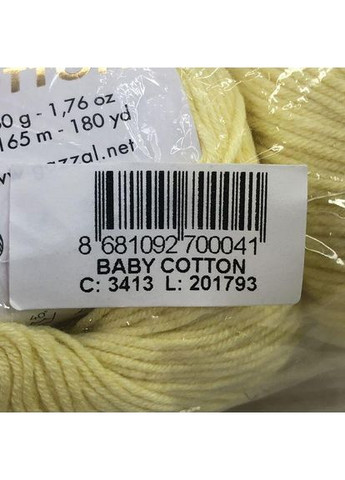 0 g - 1,76 oz
165 m - 180 yd
8 681092 700041
BABY COTTON
C: 3413 L: 201793